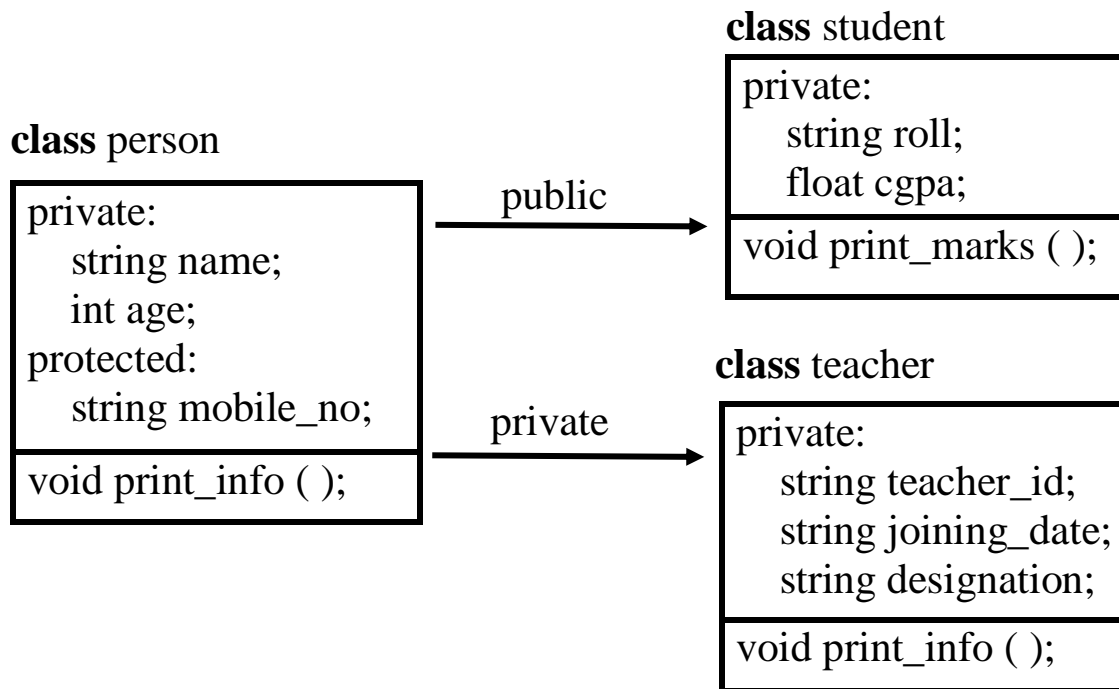 class person
private:
string name;
int age;
protected:
string mobile_no;
void print_info ( );
public
private
class student
private:
string roll;
float cgpa;
void print_marks ( );
class teacher
private:
string teacher_id;
string joining_date;
string designation;
void print_info ( );